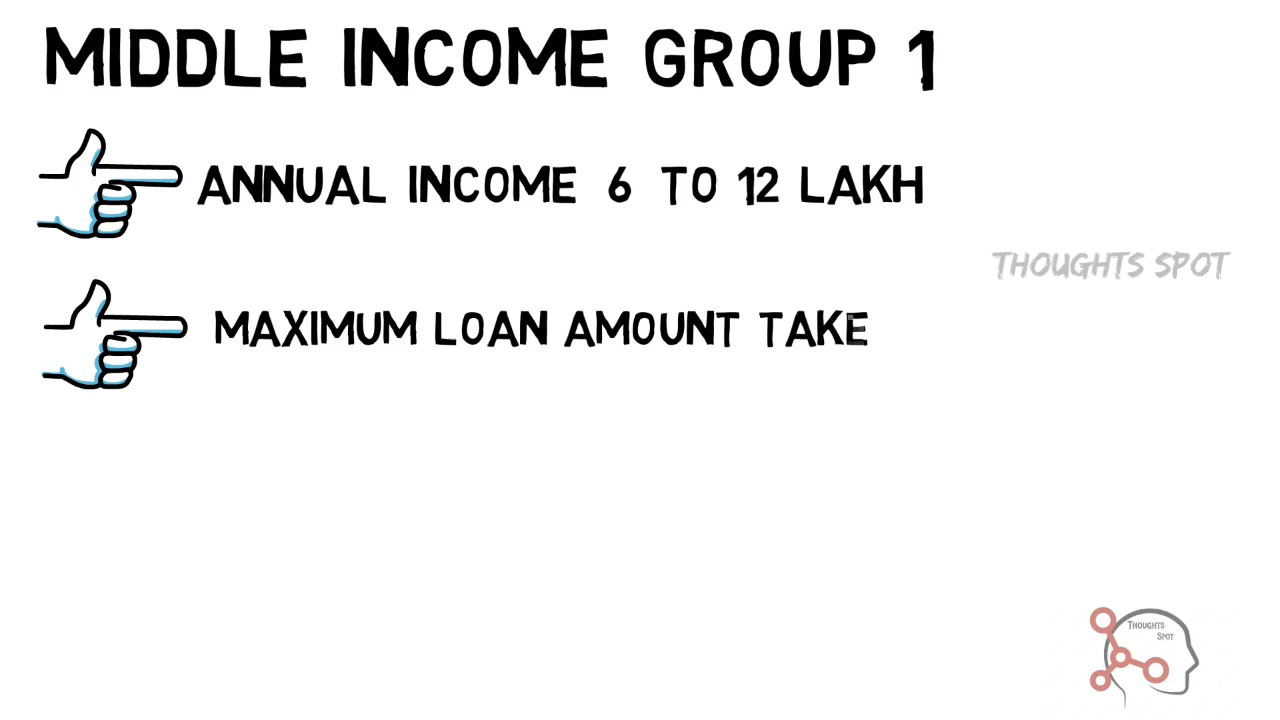 MIDDLE INCOME GROUP 1
ANNUAL INCOME 6 TO 12 LAKH
THOUGHTS SPOT
MAXIMUM LOAN AMOUNT TAKE
THOUGHTS
SPOT